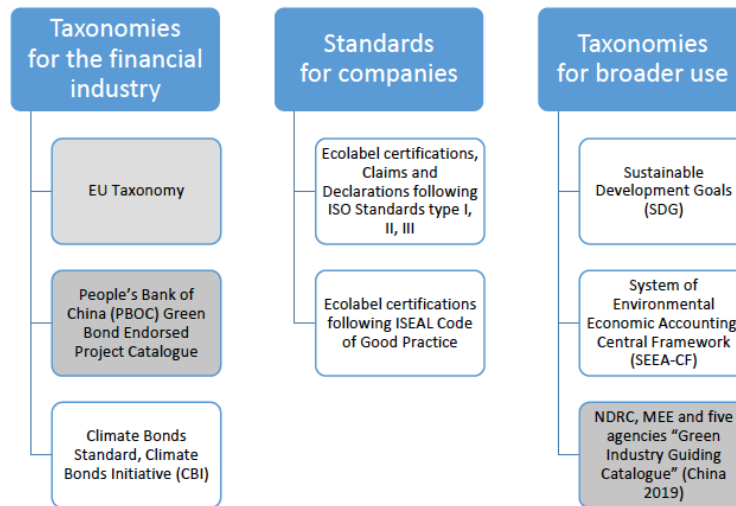 Taxonomies
for the financial
industry
EU Taxonomy
People's Bank of
China (PBOC) Green
Bond Endorsed
Project Catalogue
Climate Bonds
Standard, Climate
Bonds Initiative (CBI)
Standards
for companies
Ecolabel certifications,
Claims and
Declarations following
ISO Standards type I,
II, III
Ecolabel certifications
following ISEAL Code
of Good Practice
Taxonomies
for broader use
Sustainable
Development Goals
(SDG)
System of
Environmental
Economic Accounting
Central Framework
(SEEA-CF)
NDRC, MEE and five
agencies “Green
Industry Guiding
Catalogue” (China
2019)